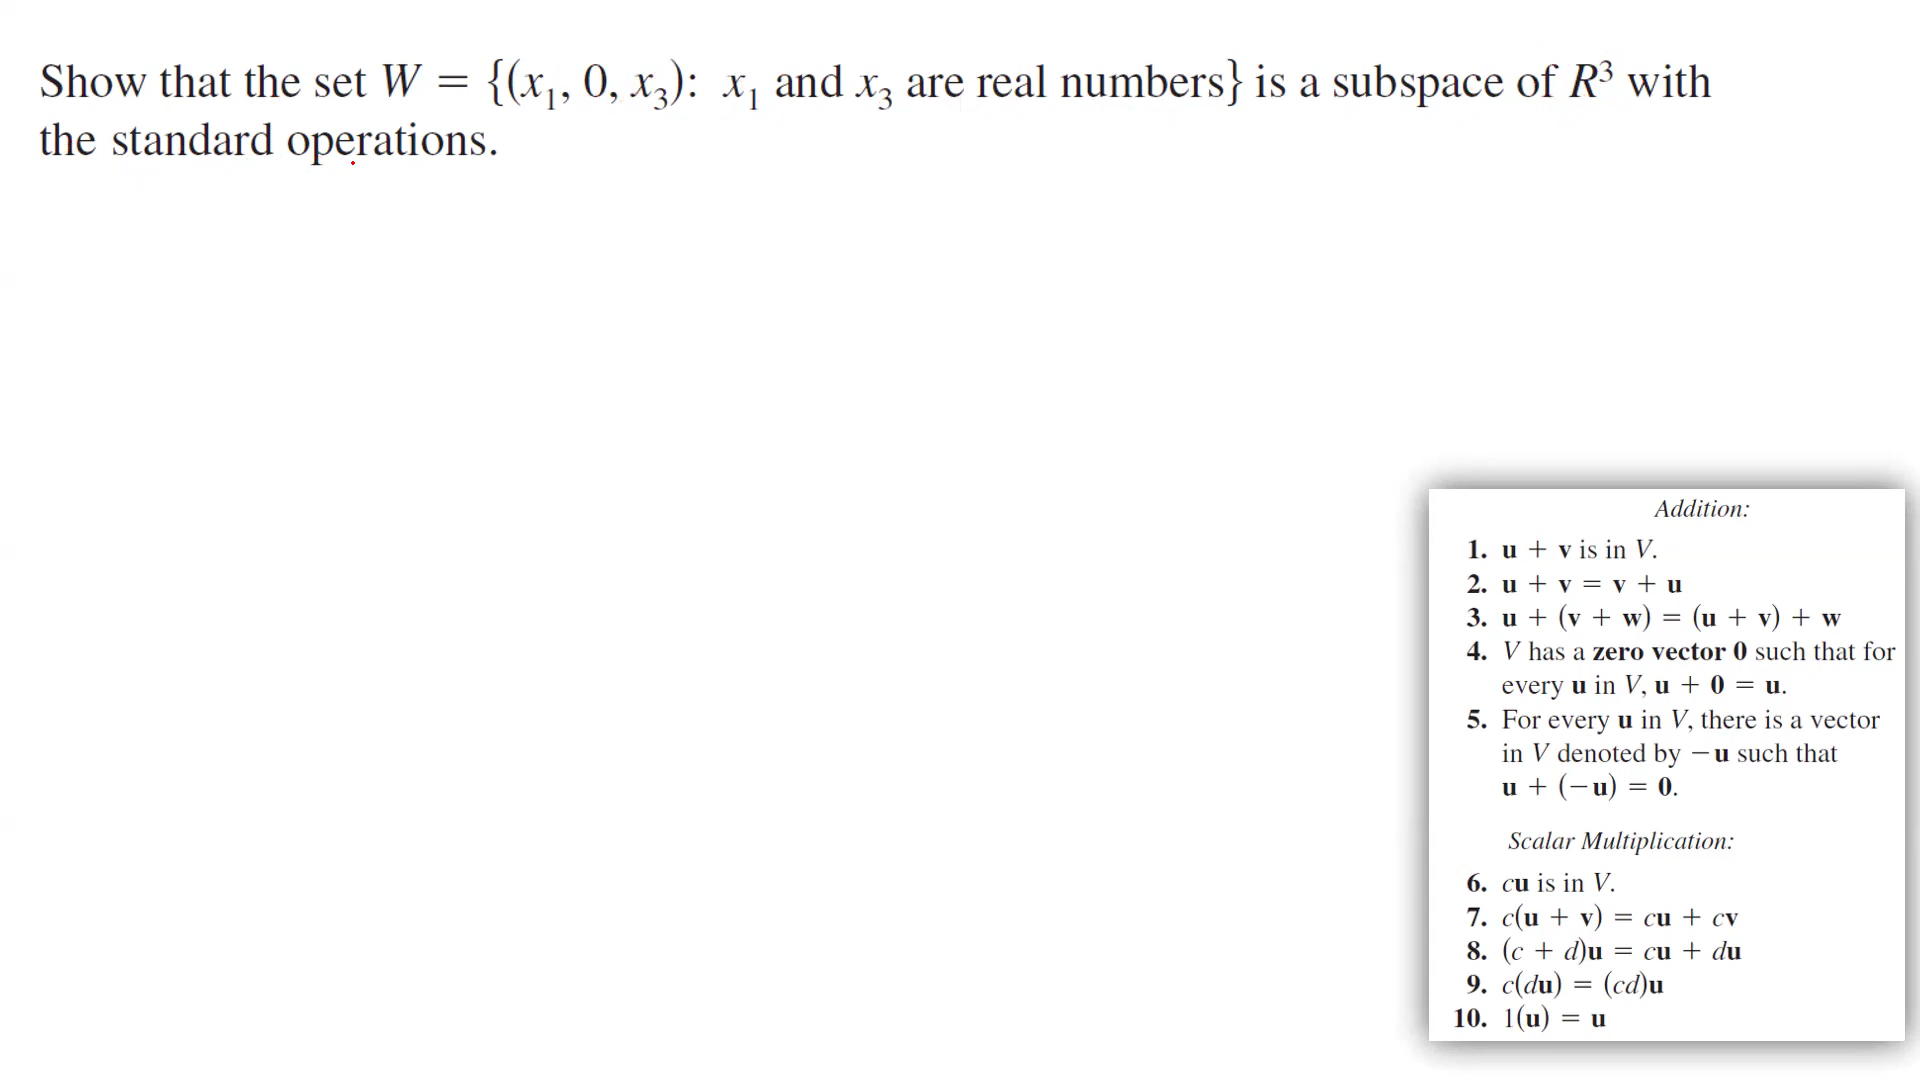 Show that the set W = {(x₁, 0, x₃): x₁ and x₃ are real numbers} is a subspace of R³ with
the standard operations.
Addition:
1. u + v is in V.
2. u + v = v + u
3. u + (v + w) = (u + v) + w
4. V has a zero vector 0 such that for
every u in V, u + 0 = u.
5. For every u in V, there is a vector
in V denoted by −u such that
u + (−u) = 0.
Scalar Multiplication:
6. cu is in V.
7. c(u + v) = cu + cv
8. (c + d)u = cu + du
9. c(du) = (cd)u
10. 1(u) = u